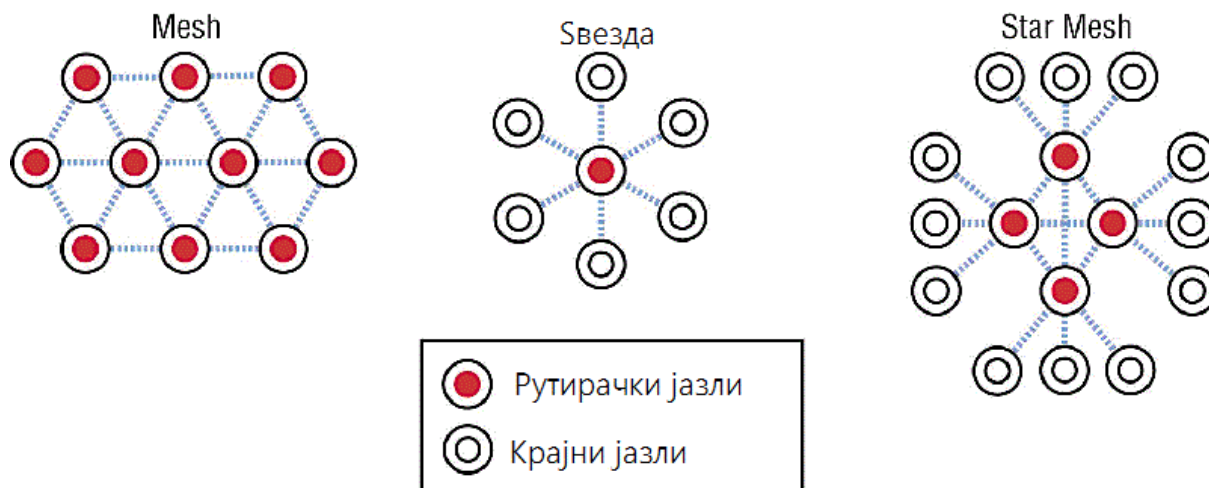 Mesh
Ѕвезда
Star Mesh
Рутирачки јазли
Крајни јазли